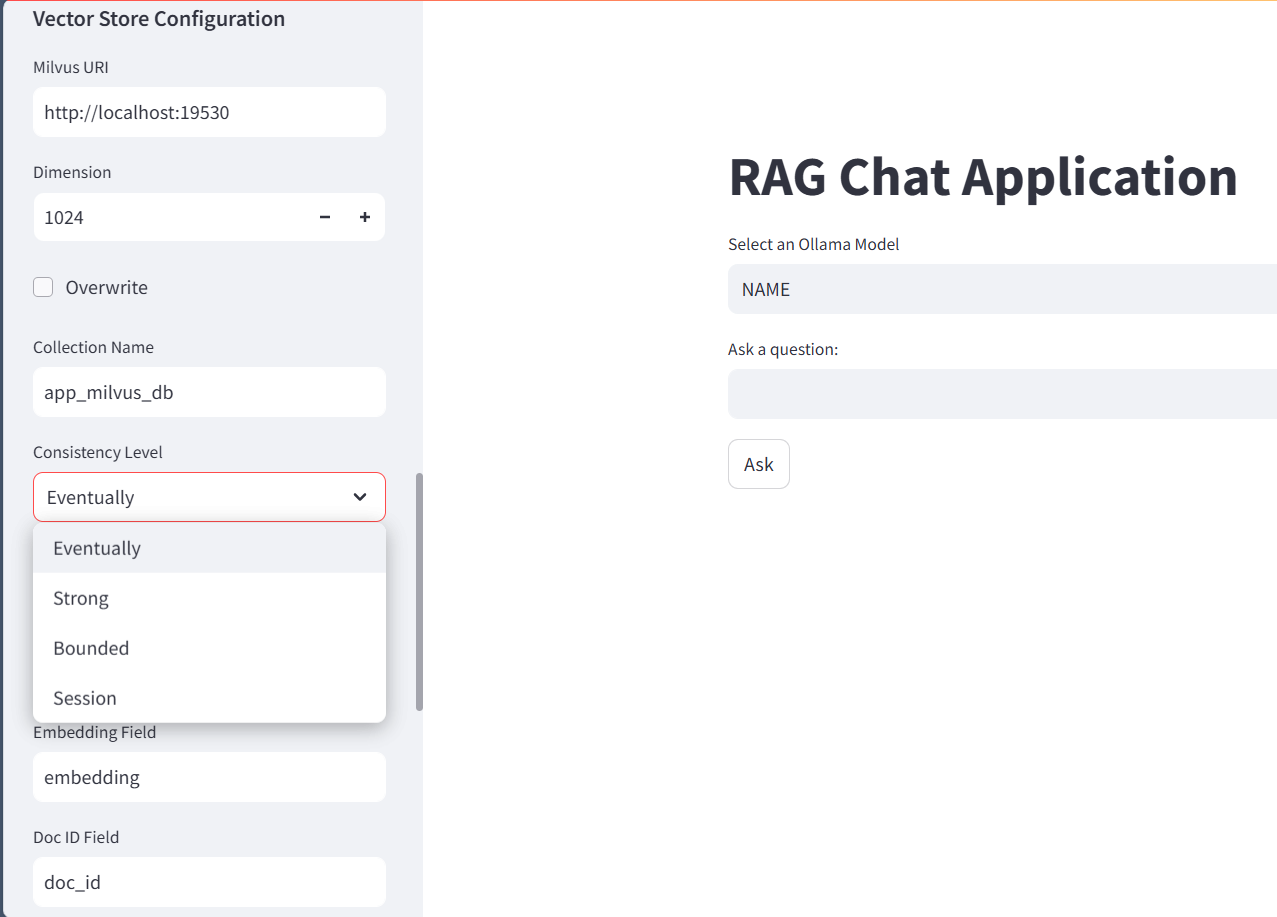 Vector Store Configuration
Milvus URI
http://localhost:19530
Dimension
1024
Overwrite
Collection Name
app_milvus_db
Consistency Level
Eventually
Eventually
Strong
Bounded
Session
Embedding Field
embedding
Doc ID Field
doc_id
RAG Chat Application
Select an Ollama Model
NAME
Ask a question:
Ask